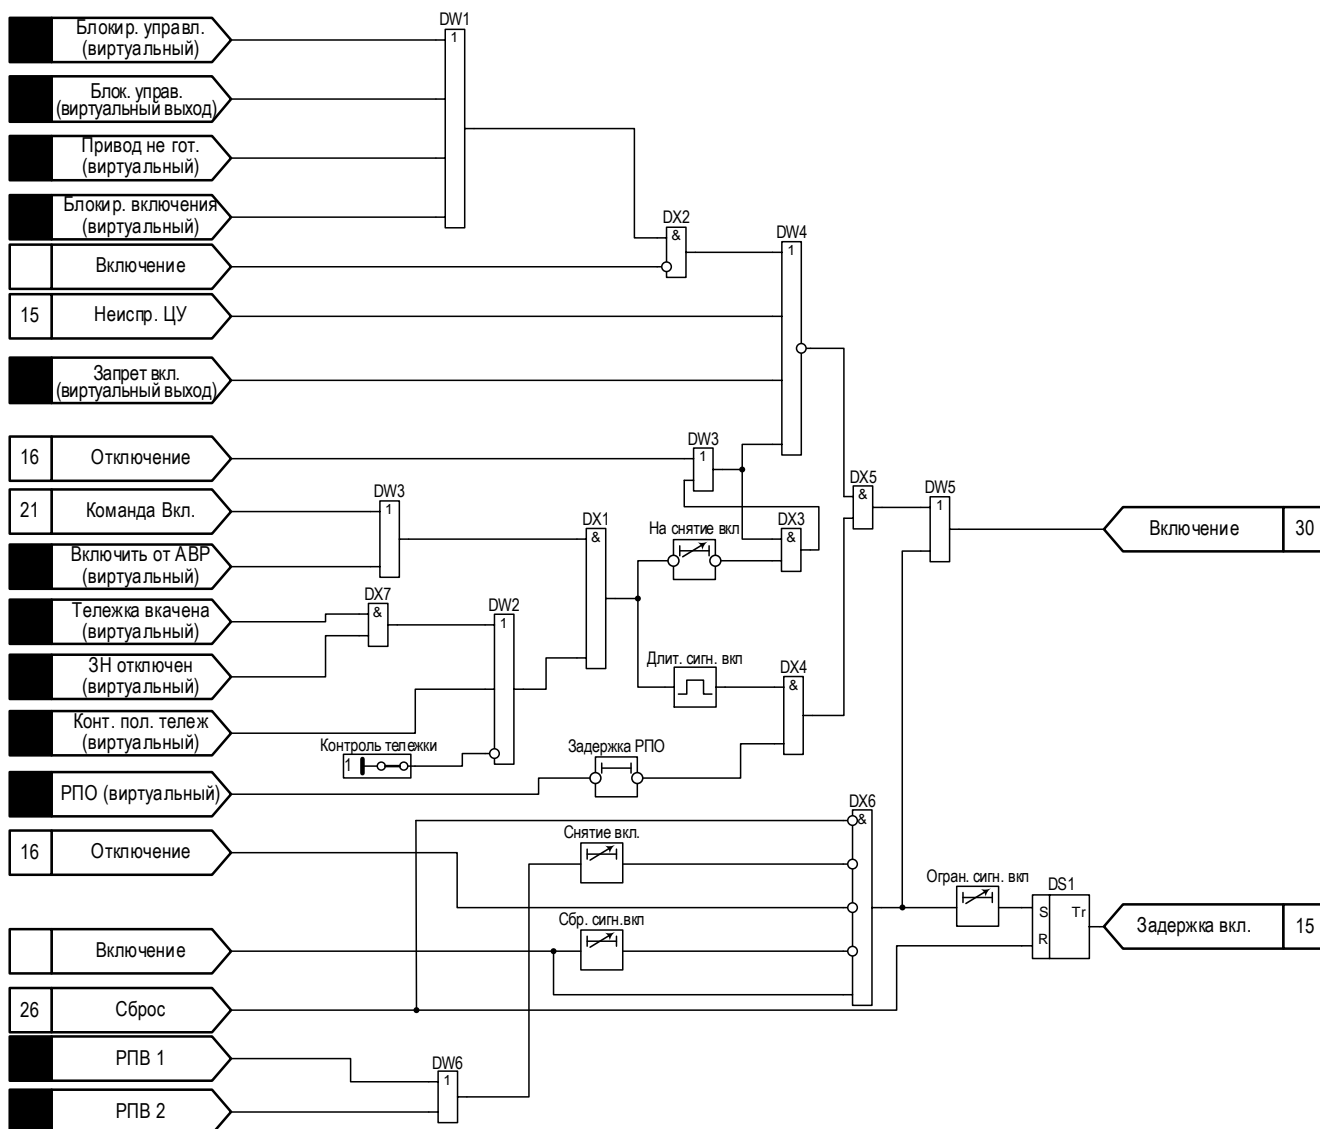 Блокир. управл.
(виртуальный)
DW1
1
Блок. управ.
(виртуальный выход)
Привод не гот.
(виртуальный)
Блокир. включения
(виртуальный)
DX2
&
DW4
1
Включение
15 Неиспр. ЦУ
Запрет вкл.
(виртуальный выход)
16 Отключение
DW3
1
21 Команда Вкл.
DW3
1
DX1
&
На снятие вкл
DX3
&
DX5
&
DW5
1
Включение 30
Включить от АВР
(виртуальный)
Тележка вкачена
(виртуальный)
DX7
&
DW2
1
ЗН отключен
(виртуальный)
Длит. сигн. вкл
DX4
&
Конт. пол. тележ
(виртуальный)
Контроль тележки
1
Задержка РПО
РПО (виртуальный)
DX6
&
16 Отключение
Снятие вкл.
Огран. сигн. вкл
DS1
S Tr
R
Задержка вкл. 15
Сбр. сигн.вкл
Включение
26 Сброс
РПВ 1
DW6
1
РПВ 2